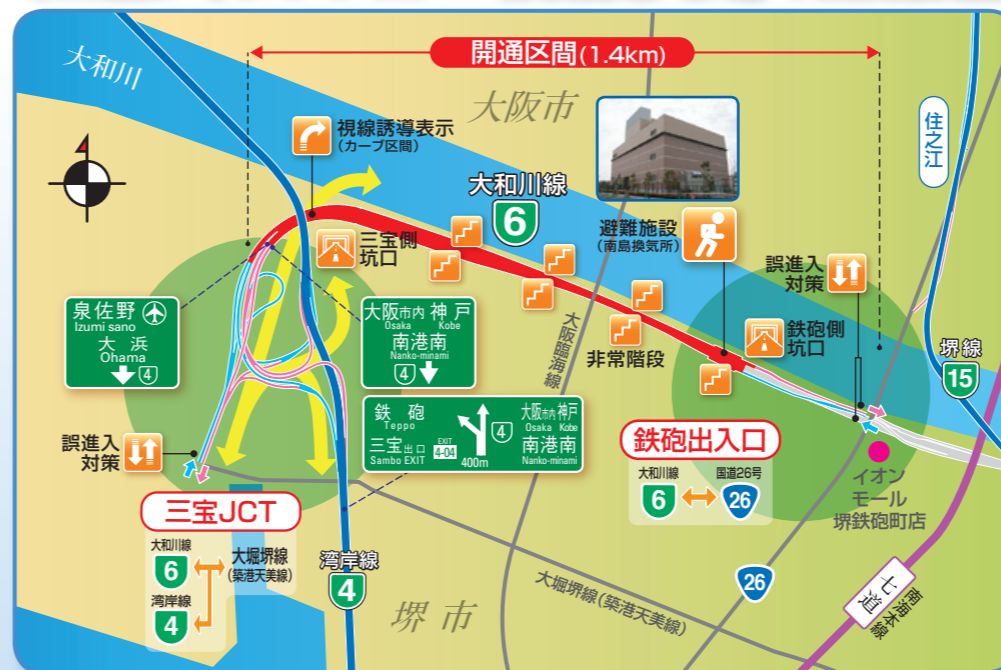 開通区間(1.4km)
大和川
大阪市
視線誘導表示
(カーブ区間)
大和川線
6
住之江
避難施設
(南島換気所)
誤進入
対策
三宝側
坑口
泉佐野
Izumi sano
大浜
Ohama
4
大阪市内 神戸
Osaka Kobe
南港南
Nanko-minami
4
大阪臨海線
非常階段
鉄砲側
坑口
堺線
15
鉄砲
Teppo
三宝出口
Sambo EXIT
EXIT
4-04
400m
4
大阪市内 神戸
Osaka Kobe
南港南
Nanko-minami
誤進入
対策
鉄砲出入口
大和川線
6
国道26号
26
イオン
モール
堺鉄砲町店
三宝JCT
大和川線
6
大堀堺線
(築港天美線)
湾岸線
4
湾岸線
4
堺市
大堀堺線(築港天美線)
26
七道
南海本線